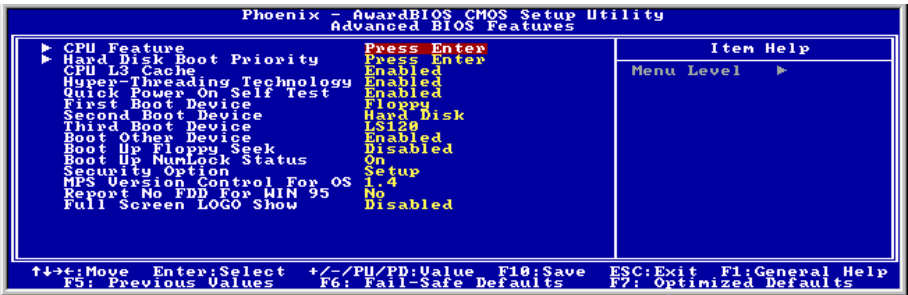 Phoenix - AwardBIOS CMOS Setup Utility
Advanced BIOS Features
► CPU Feature Press Enter
► Hard Disk Boot Priority Press Enter
CPU L3 Cache Enabled
Hyper-Threading Technology Enabled
Quick Power On Self Test Enabled
First Boot Device Floppy
Second Boot Device Hard Disk
Third Boot Device LS120
Boot Other Device Enabled
Boot Up Floppy Seek Disabled
Boot Up NumLock Status On
Security Option Setup
MPS Version Control For OS 1.4
Report No FDD For WIN 95 No
Full Screen LOGO Show Disabled
Item Help
Menu Level ►
↑↓→←:Move Enter:Select +/-/PU/PD:Value F10:Save ESC:Exit F1:General Help
F5: Previous Values F6: Fail-Safe Defaults F7: Optimized Defaults